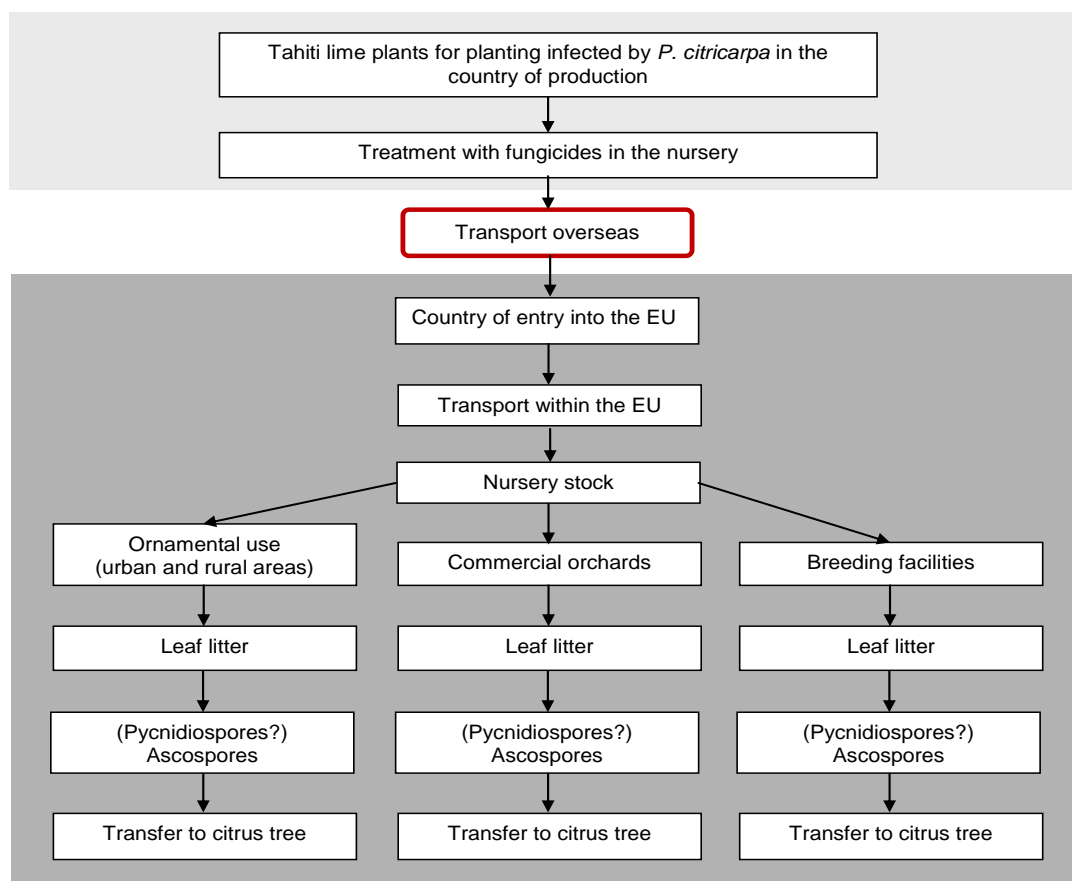 Tahiti lime plants for planting infected by P. citricarpa in the
country of production
Treatment with fungicides in the nursery
Transport overseas
Country of entry into the EU
Transport within the EU
Nursery stock
Ornamental use
(urban and rural areas)
Commercial orchards
Breeding facilities
Leaf litter
Leaf litter
Leaf litter
(Pycnidiospores?)
Ascospores
(Pycnidiospores?)
Ascospores
(Pycnidiospores?)
Ascospores
Transfer to citrus tree
Transfer to citrus tree
Transfer to citrus tree